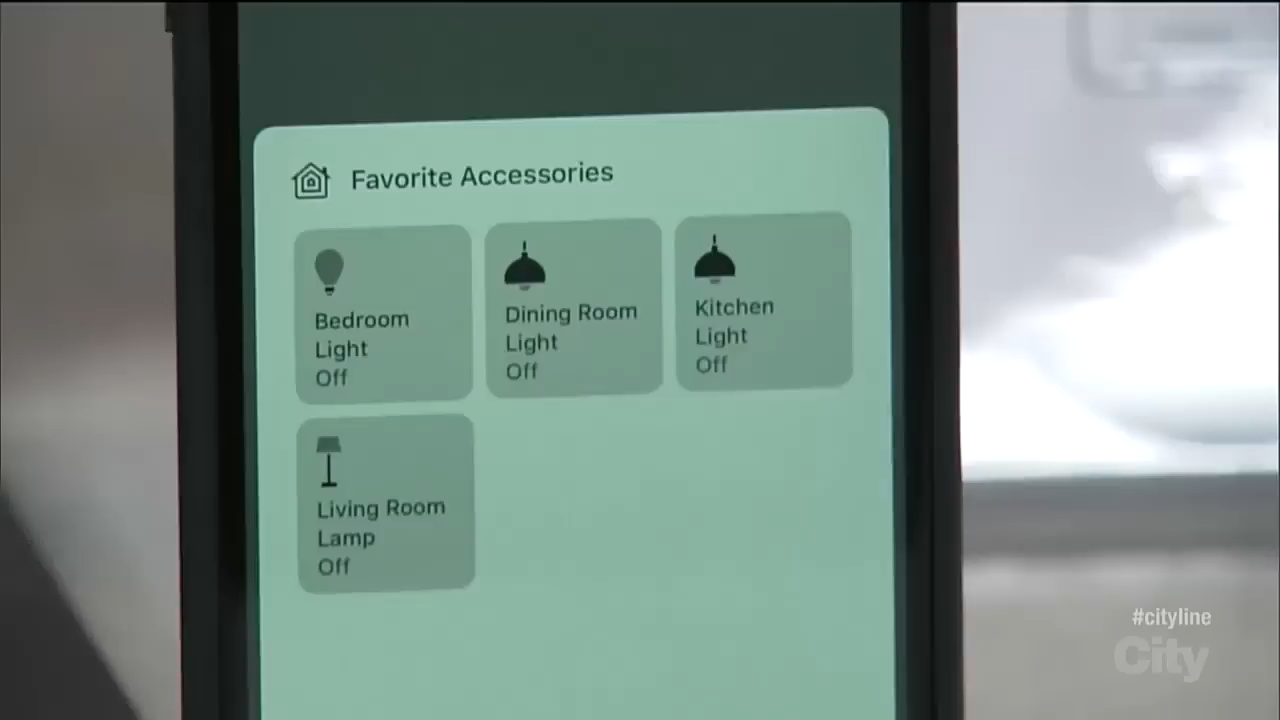 Favorite Accessories
Bedroom
Light
Off
Dining Room
Light
Off
Kitchen
Light
Off
Living Room
Lamp
Off
#cityline
City